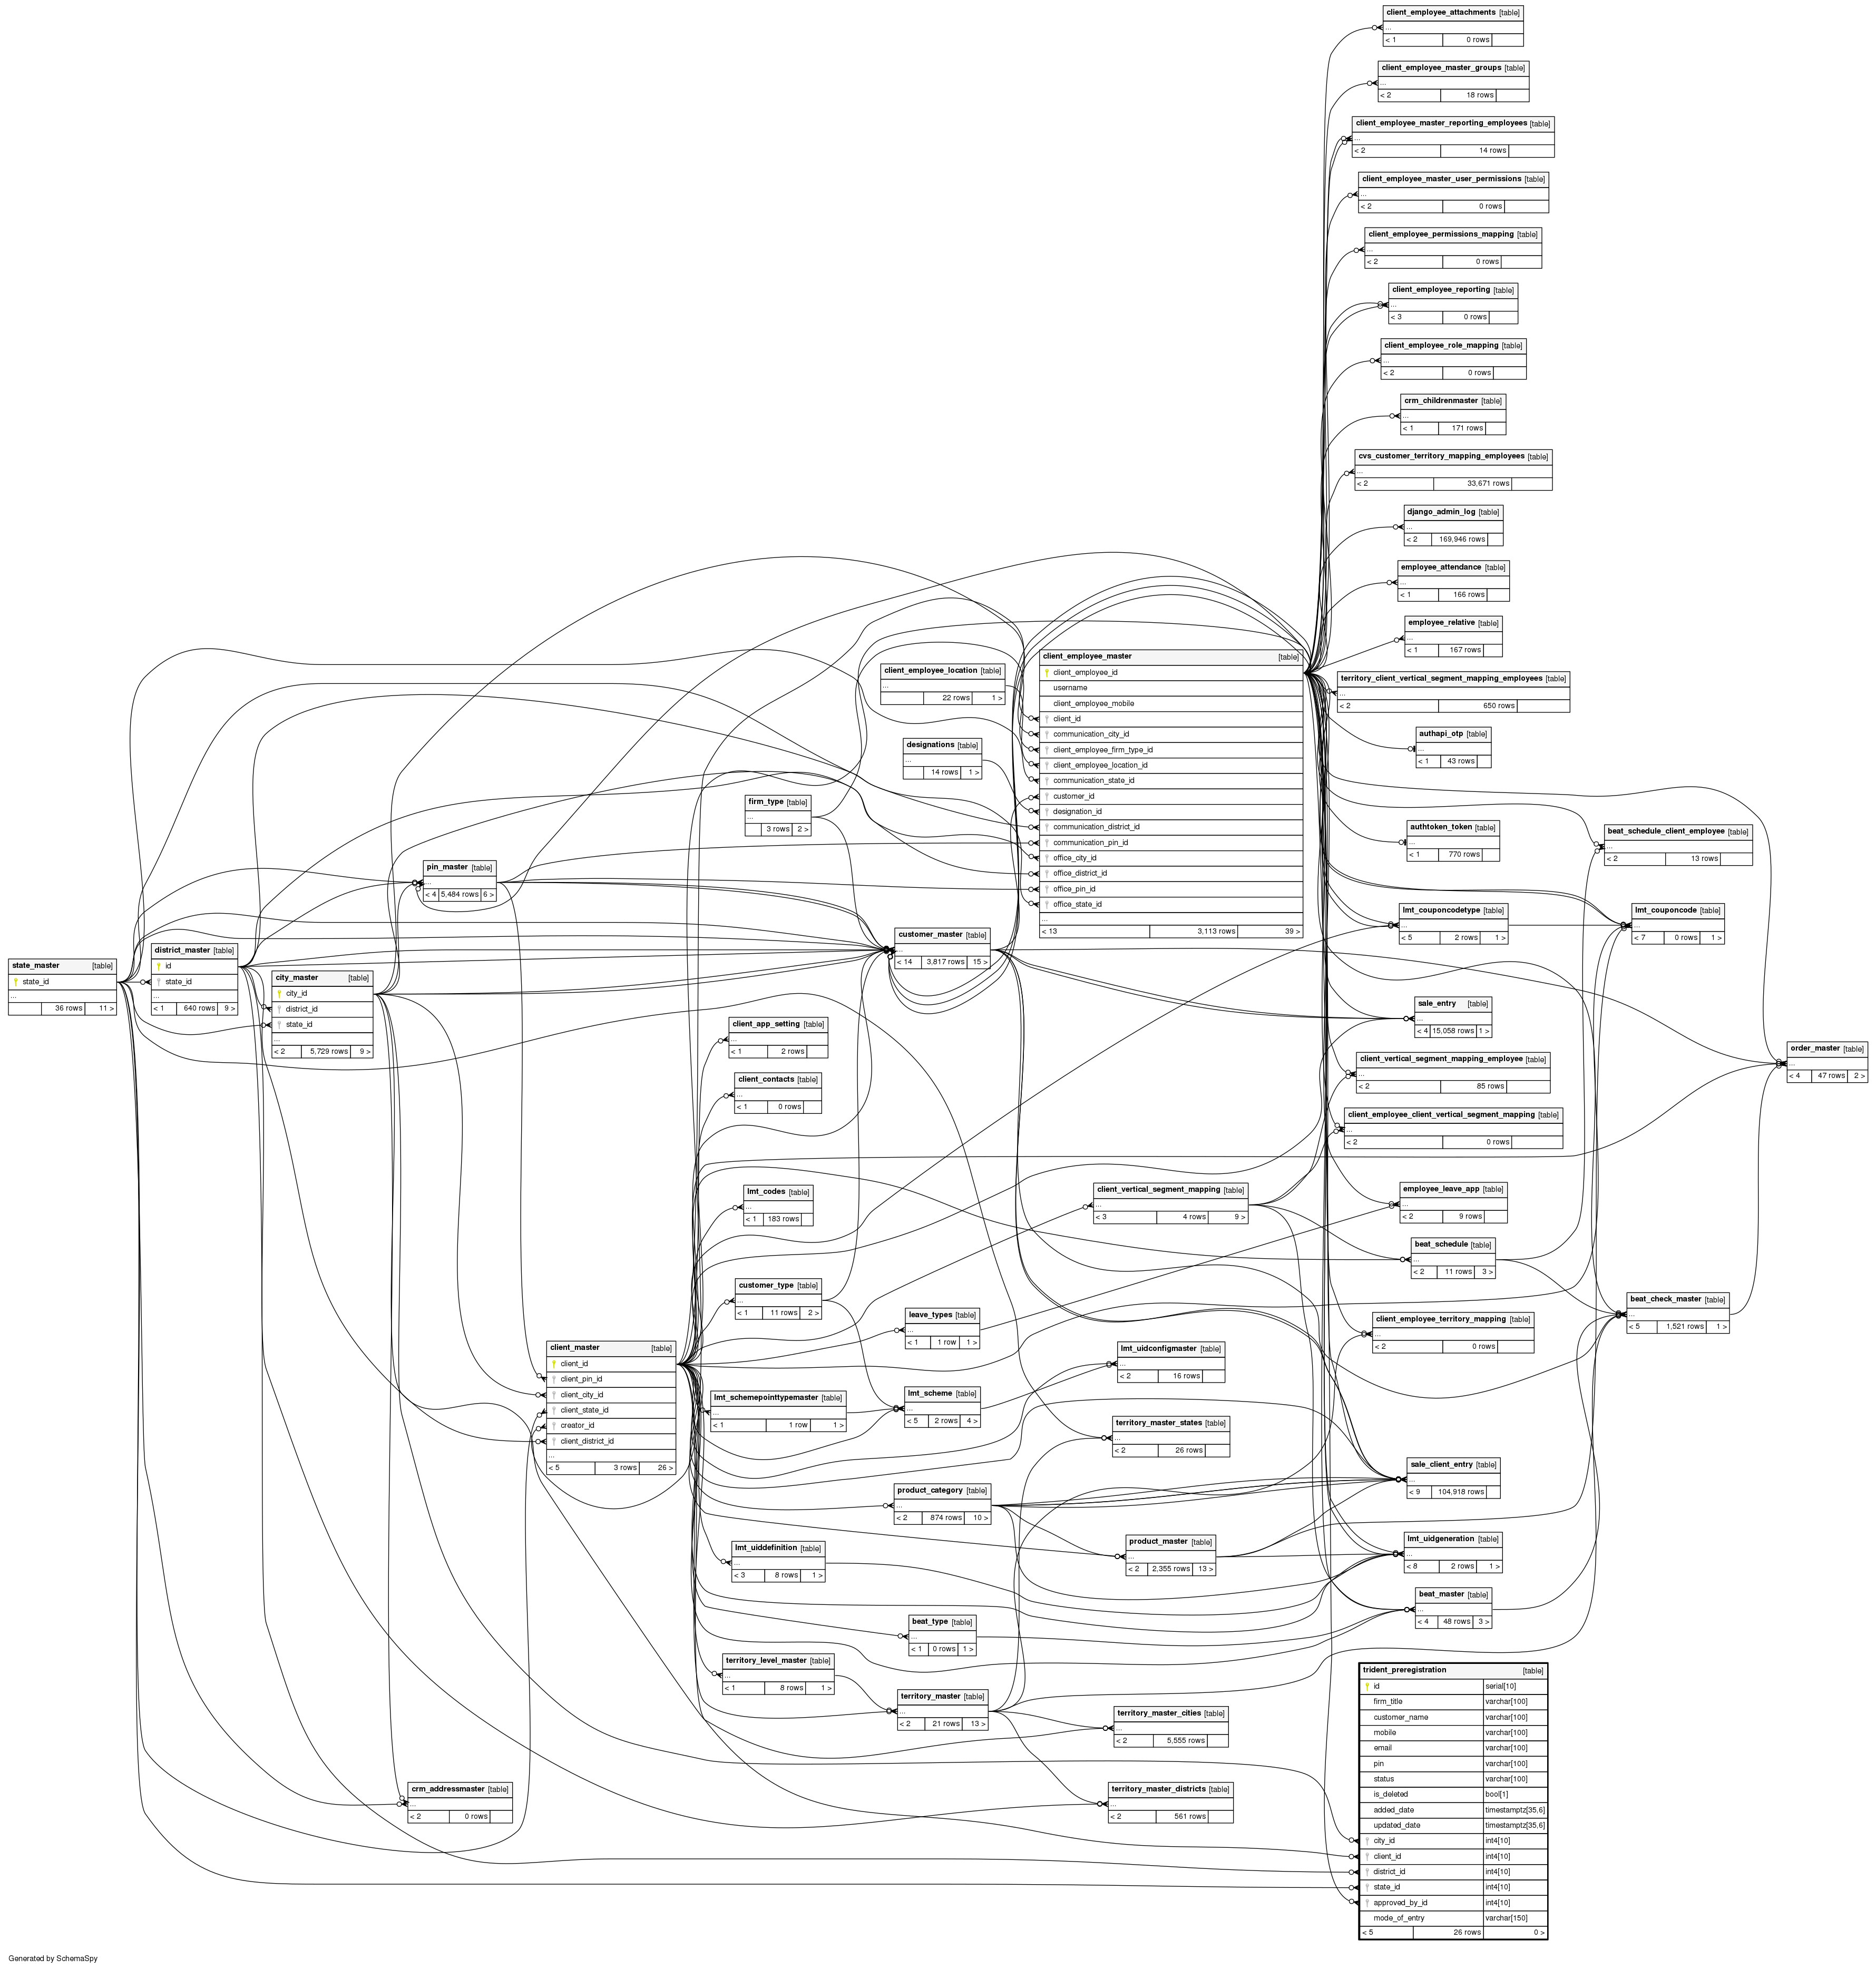 client_employee_attachments [table]
...
< 1 0 rows
client_employee_master_groups [table]
...
< 2 18 rows
client_employee_master_reporting_employees [table]
...
< 2 14 rows
client_employee_master_user_permissions [table]
...
< 2 0 rows
client_employee_permissions_mapping [table]
...
< 2 0 rows
client_employee_reporting [table]
...
< 3 0 rows
client_employee_role_mapping [table]
...
< 2 0 rows
crm_childrenmaster [table]
...
< 1 171 rows
cvs_customer_territory_mapping_employees [table]
...
< 2 33,671 rows
django_admin_log [table]
...
< 2 169,946 rows
employee_attendance [table]
...
< 1 166 rows
employee_relative [table]
...
< 1 167 rows
territory_client_vertical_segment_mapping_employees [table]
...
< 2 650 rows
authapi_otp [table]
...
< 1 43 rows
authtoken_token [table]
...
< 1 770 rows
client_employee_master [table]
client_employee_id
username
client_employee_mobile
client_id
communication_city_id
client_employee_firm_type_id
client_employee_location_id
communication_state_id
customer_id
designation_id
communication_district_id
communication_pin_id
office_city_id
office_district_id
office_pin_id
office_state_id
...
< 13 3,113 rows 39 >
client_employee_location [table]
...
22 rows 1 >
designations [table]
...
14 rows 1 >
firm_type [table]
...
3 rows 2 >
pin_master [table]
...
< 4 5,484 rows 6 >
customer_master [table]
...
< 14 3,817 rows 15 >
state_master [table]
state_id
...
36 rows 11 >
district_master [table]
id
state_id
...
< 1 640 rows 9 >
city_master [table]
city_id
district_id
state_id
...
< 2 5,729 rows 9 >
beat_schedule_client_employee [table]
...
< 2 13 rows
lmt_couponcodetype [table]
...
< 5 2 rows 1 >
lmt_couponcode [table]
...
< 7 0 rows 1 >
sale_entry [table]
...
< 4 15,058 rows 1 >
order_master [table]
...
< 4 47 rows 2 >
client_vertical_segment_mapping_employee [table]
...
< 2 85 rows
client_employee_client_vertical_segment_mapping [table]
...
< 2 0 rows
client_app_setting [table]
...
< 1 2 rows
client_contacts [table]
...
< 1 0 rows
lmt_codes [table]
...
< 1 183 rows
client_vertical_segment_mapping [table]
...
< 3 4 rows 9 >
employee_leave_app [table]
...
< 2 9 rows
beat_schedule [table]
...
< 2 11 rows 3 >
customer_type [table]
...
< 1 11 rows 2 >
leave_types [table]
...
< 1 1 row 1 >
beat_check_master [table]
...
< 5 1,521 rows 1 >
client_employee_territory_mapping [table]
...
< 2 0 rows
client_master [table]
client_id
client_pin_id
client_city_id
client_state_id
creator_id
client_district_id
...
< 5 3 rows 26 >
lmt_uidconfigmaster [table]
...
< 2 16 rows
lmt_schemepointtypemaster [table]
...
< 1 1 row 1 >
lmt_scheme [table]
...
< 5 2 rows 4 >
territory_master_states [table]
...
< 2 26 rows
sale_client_entry [table]
...
< 9 104,918 rows
product_category [table]
...
< 2 874 rows 10 >
product_master [table]
...
< 2 2,355 rows 13 >
lmt_uidgeneration [table]
...
< 8 2 rows 1 >
lmt_uiddefinition [table]
...
< 3 8 rows 1 >
beat_master [table]
...
< 4 48 rows 3 >
beat_type [table]
...
< 1 0 rows 1 >
territory_level_master [table]
...
< 1 8 rows 1 >
territory_master [table]
...
< 2 21 rows 13 >
territory_master_cities [table]
...
< 2 5,555 rows
territory_master_districts [table]
...
< 2 561 rows
crm_addressmaster [table]
...
< 2 0 rows
trident_preregistration [table]
id serial[10]
firm_title varchar[100]
customer_name varchar[100]
mobile varchar[100]
email varchar[100]
pin varchar[100]
status varchar[100]
is_deleted bool[1]
added_date timestamptz[35,6]
updated_date timestamptz[35,6]
city_id int4[10]
client_id int4[10]
district_id int4[10]
state_id int4[10]
approved_by_id int4[10]
mode_of_entry varchar[150]
< 5 26 rows 0 >
Generated by SchemaSpy